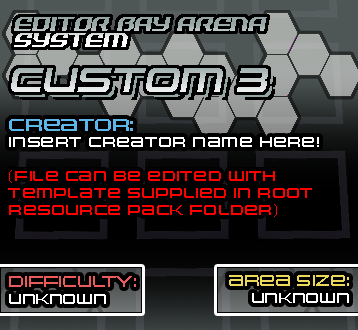 EDITOR BAY ARENA
SYSTEM
CUSTOM 3
CREATOR:
INSERT CREATOR NAME HERE!
(FILE CAN BE EDITED WITH
TEMPLATE SUPPLIED IN ROOT
RESOURCE PACK FOLDER)
DIFFICULTY:
UNKNOWN
AREA SIZE:
UNKNOWN